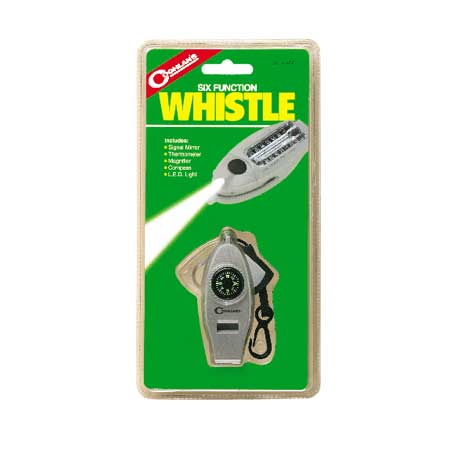 COGHLAN'S
SIX FUNCTION
WHISTLE
Includes:
• Signal Mirror
• Thermometer
• Magnifier
• Compass
• L.E.D. Light
COGHLAN'S